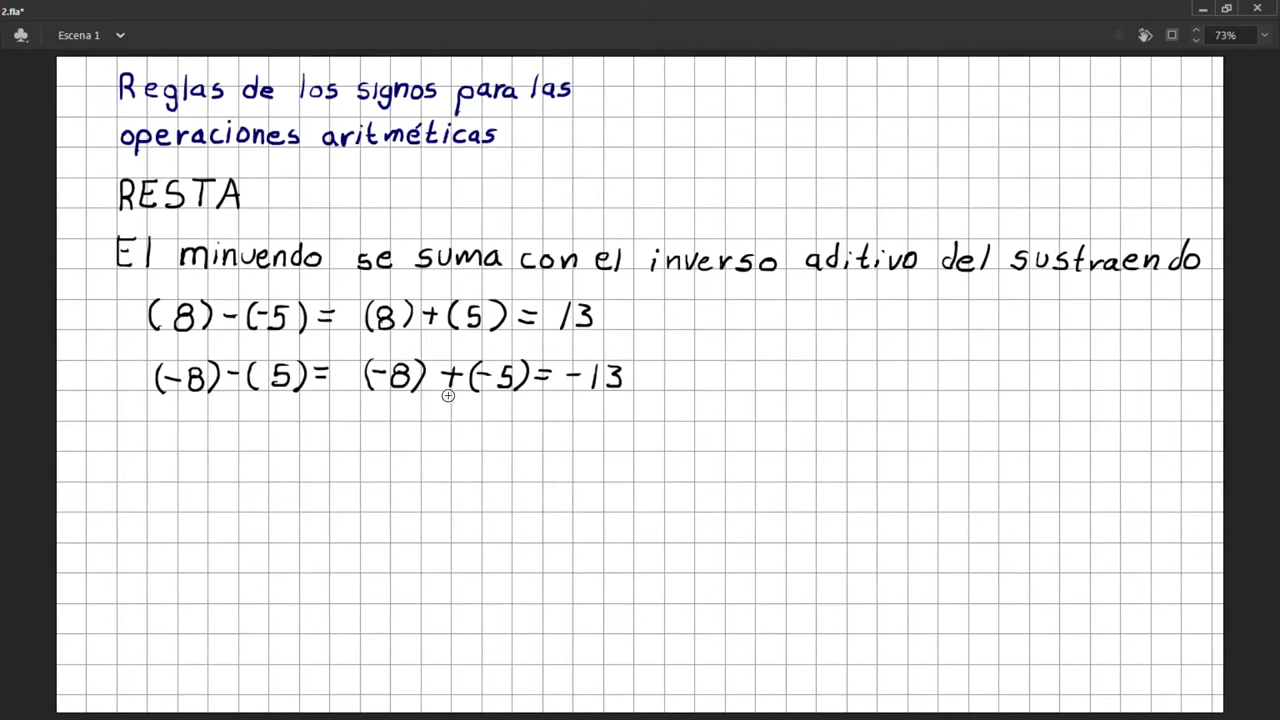 2.fla*
Escena 1
73%
Reglas de los signos para las
operaciones aritméticas
RESTA
El minuendo se suma con el inverso aditivo del sustraendo
(8)-(-5)= (8)+(5)= 13
(-8)-(5)= (-8)+(-5)= -13